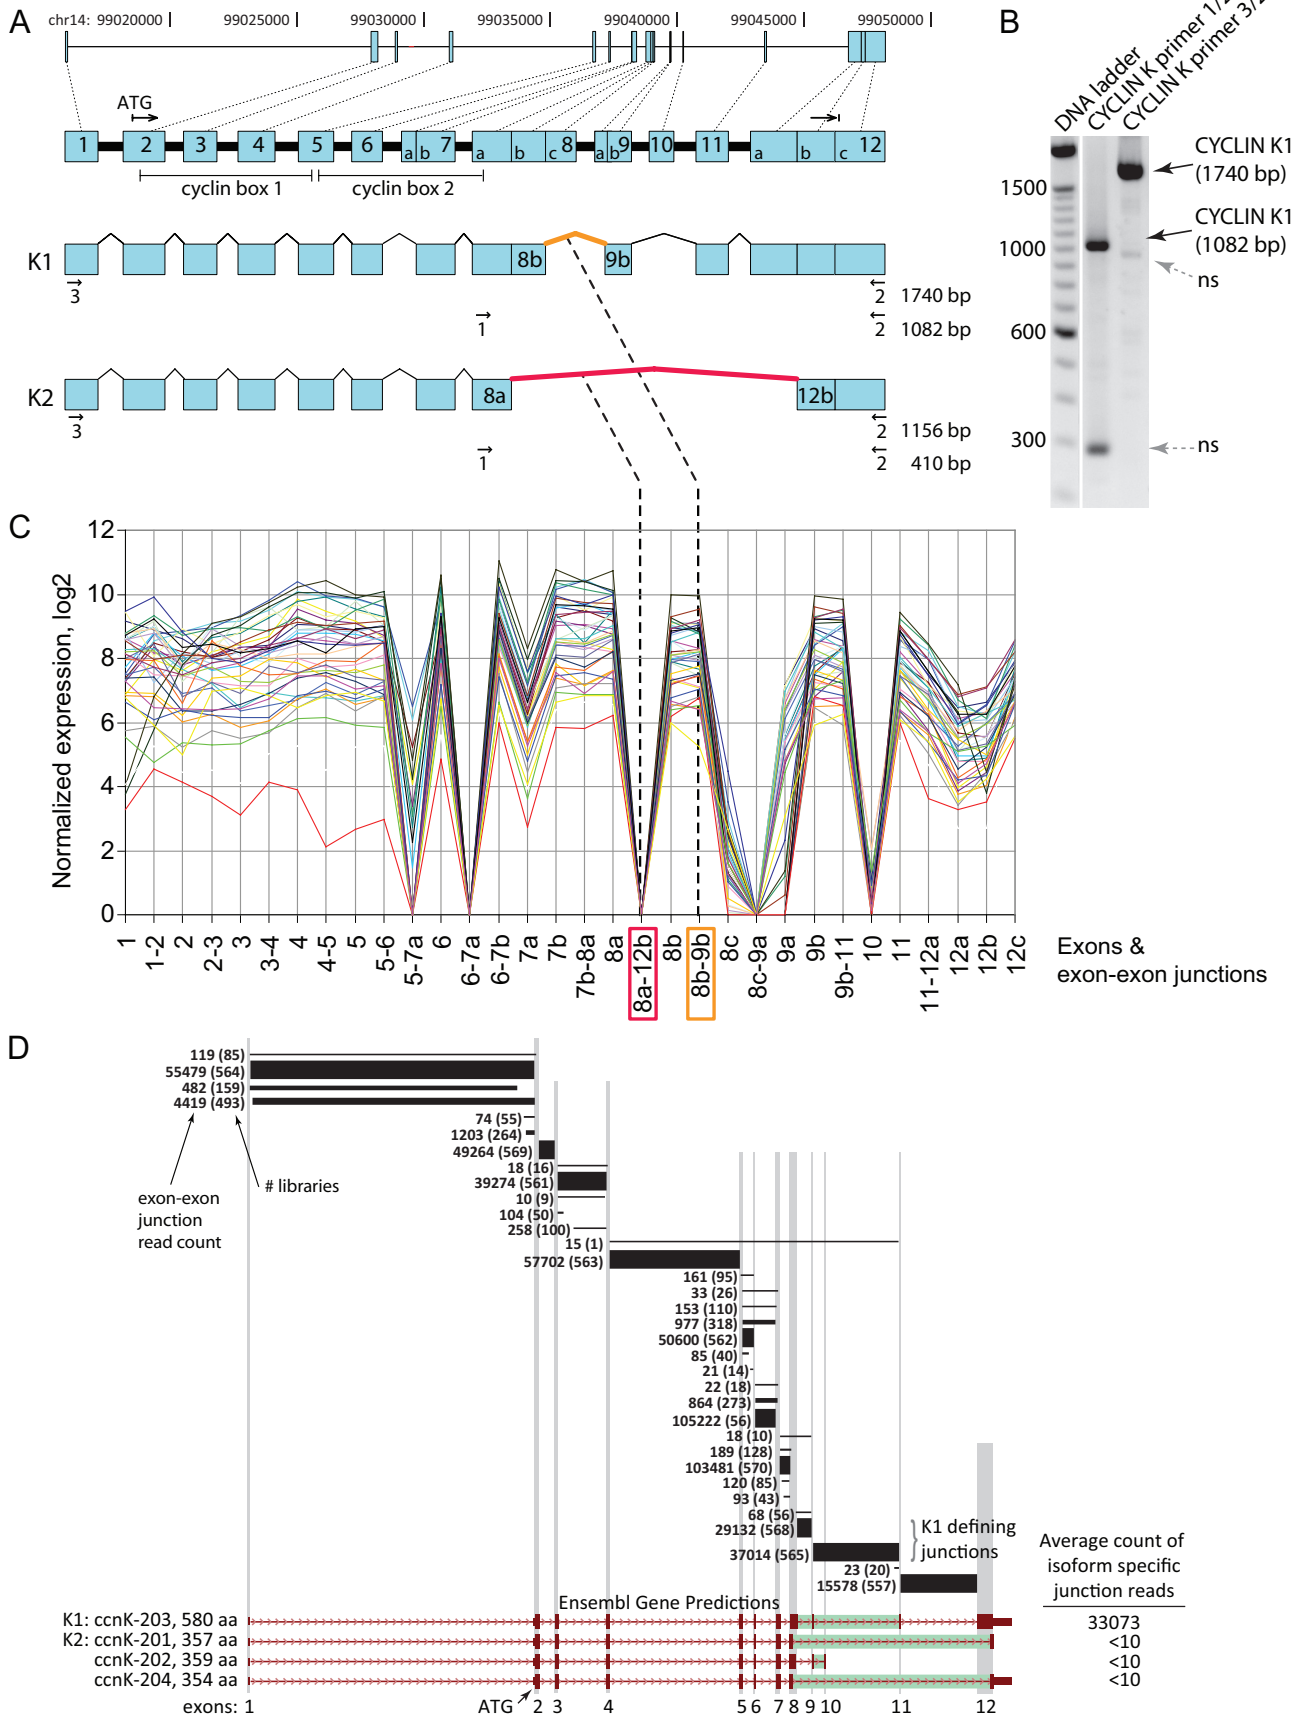 A
chr14: 99020000 99025000 99030000 99035000 99040000 99045000 99050000
ATG
1 2 3 4 5 6 a b 7 a b c 8 a b 9 10 11 a b c 12
cyclin box 1 cyclin box 2
K1 8b 9b
3 2 1740 bp
1 2 1082 bp
K2 8a 12b
3 2 1156 bp
1 2 410 bp
B
DNA ladder
CYCLIN K primer 1/2
CYCLIN K primer 3/2
1500
1000
600
300
CYCLIN K1
(1740 bp)
CYCLIN K1
(1082 bp)
ns
ns
C
Normalized expression, log2
12
10
8
6
4
2
0
1 1-2 2 2-3 3 3-4 4 4-5 5 5-6 5-7a 6 6-7a 6-7b 7a 7b 7b-8a 8a 8a-12b 8b 8b-9b 8c 8c-9a 9a 9b 9b-11 10 11 11-12a 12a 12b 12c
Exons &
exon-exon junctions
D
119 (85)
55479 (564)
482 (159)
4419 (493)
74 (55)
1203 (264)
49264 (569)
18 (16)
39274 (561)
10 (9)
104 (50)
258 (100)
15 (1)
57702 (563)
161 (95)
33 (26)
153 (110)
977 (318)
50600 (562)
85 (40)
21 (14)
22 (18)
864 (273)
105222 (56)
18 (10)
189 (128)
103481 (570)
120 (85)
93 (43)
68 (56)
29132 (568)
37014 (565)
23 (20)
15578 (557)
exon-exon
junction
read count
# libraries
K1 defining
junctions
Average count of
isoform specific
junction reads
Ensembl Gene Predictions
K1: ccnK-203, 580 aa 33073
K2: ccnK-201, 357 aa <10
ccnK-202, 359 aa <10
ccnK-204, 354 aa <10
exons: 1 ATG 2 3 4 5 6 7 8 9 10 11 12